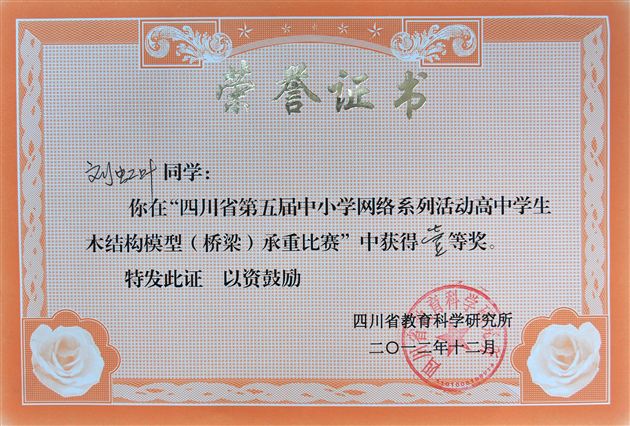 荣誉证书
刘虹叶同学：
你在“四川省第五届中小学网络系列活动高中学生
木结构模型（桥梁）承重比赛”中获得壹等奖。
特发此证 以资鼓励
四川省教育科学研究所
二〇一二年十二月